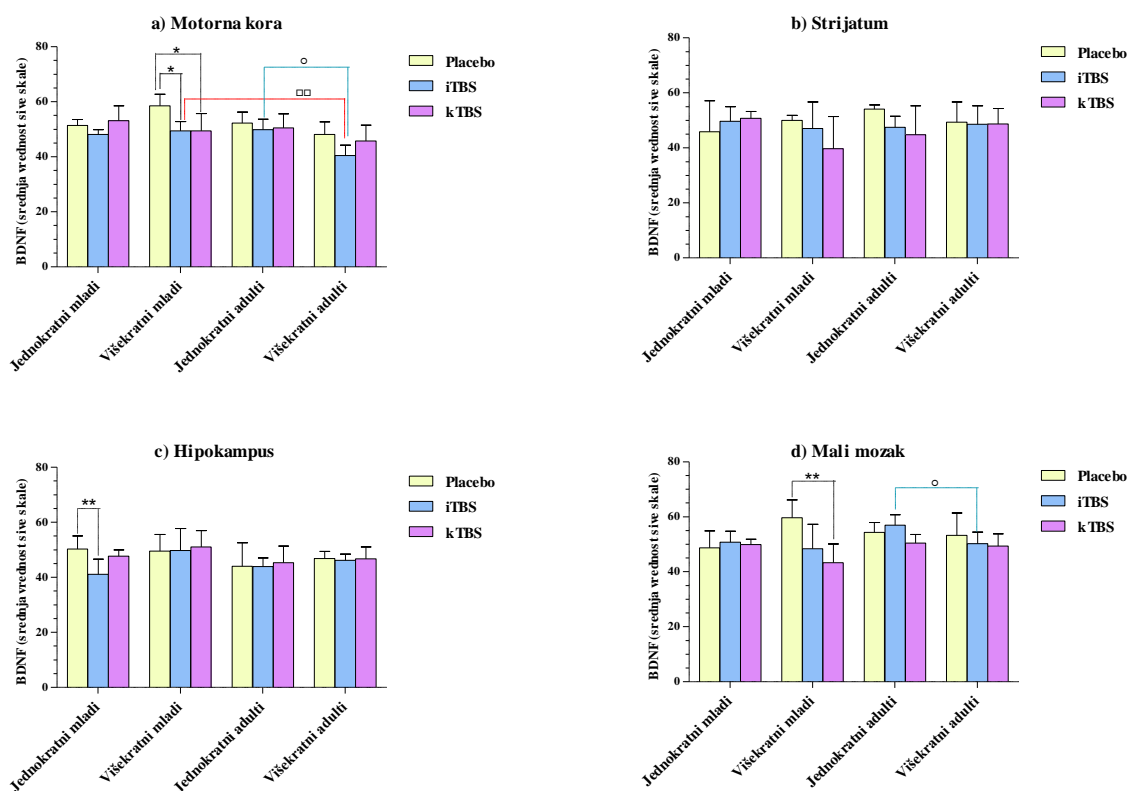 a) Motorna kora
BDNF (srednja vrednost sive skale)
80
60
40
20
0
*
*
□□
○
Placebo
iTBS
kTBS
Jednokratni mladi
Višekratni mladi
Jednokratni adulti
Višekratni adulti
b) Strijatum
BDNF (srednja vrednost sive skale)
80
60
40
20
0
Placebo
iTBS
kTBS
Jednokratni mladi
Višekratni mladi
Jednokratni adulti
Višekratni adulti
c) Hipokampus
BDNF (srednja vrednost sive skale)
80
60
40
20
0
**
Placebo
iTBS
kTBS
Jednokratni mladi
Višekratni mladi
Jednokratni adulti
Višekratni adulti
d) Mali mozak
BDNF (srednja vrednost sive skale)
80
60
40
20
0
**
○
Placebo
iTBS
kTBS
Jednokratni mladi
Višekratni mladi
Jednokratni adulti
Višekratni adulti